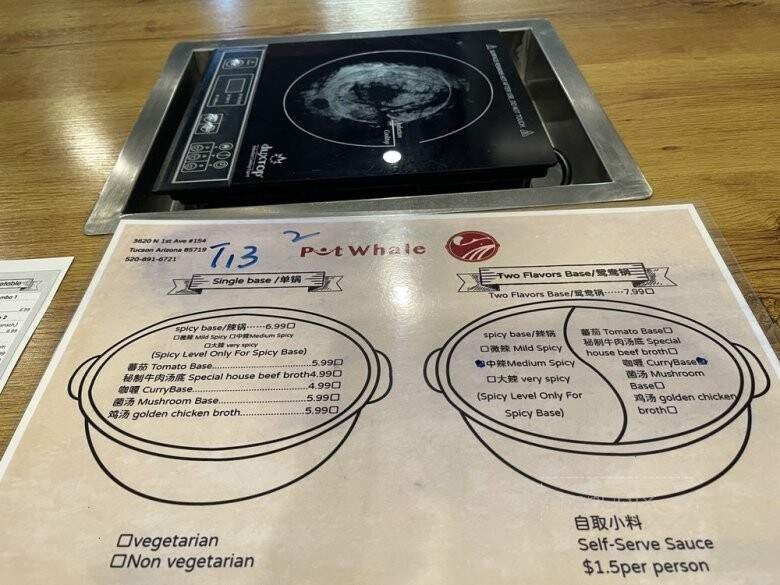 duxtop
3620 N 1st Ave #154
Tucson Arizona 85719
520-891-6721
T13
2
Pot Whale
Single base /单锅
spicy base/辣锅······6.99□
□微辣 Mild Spicy □中辣Medium Spicy
□大辣 very spicy
(Spicy Level Only For Spicy Base)
蕃茄 Tomato Base............5.99□
秘制牛肉汤底 Special house beef broth4.99□
咖喱 CurryBase............4.99□
菌汤 Mushroom Base............5.99□
鸡汤 golden chicken broth............5.99□
□vegetarian
□Non vegetarian
Two Flavors Base/鸳鸯锅
Two Flavors Base/鸳鸯锅······7.99□
spicy base/辣锅
□微辣 Mild Spicy
中辣Medium Spicy
□大辣 very spicy
(Spicy Level Only For
Spicy Base)
蕃茄 Tomato Base□
秘制牛肉汤底 Special
house beef broth□
咖喱 CurryBase
菌汤 Mushroom
Base□
鸡汤 golden chicken
broth□
自取小料
Self-Serve Sauce
$1.5per person